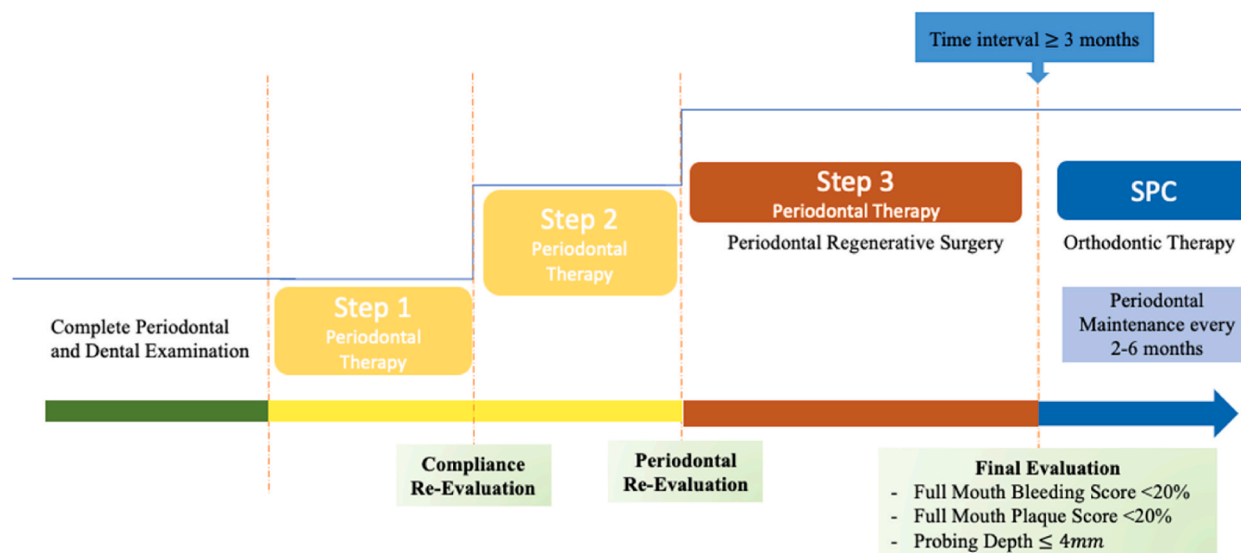 Time interval ≥ 3 months
Step 3
Periodontal Therapy
Periodontal Regenerative Surgery
SPC
Orthodontic Therapy
Step 2
Periodontal
Therapy
Step 1
Periodontal
Therapy
Complete Periodontal
and Dental Examination
Periodontal
Maintenance every
2-6 months
Compliance
Re-Evaluation
Periodontal
Re-Evaluation
Final Evaluation
- Full Mouth Bleeding Score <20%
- Full Mouth Plaque Score <20%
- Probing Depth ≤ 4mm